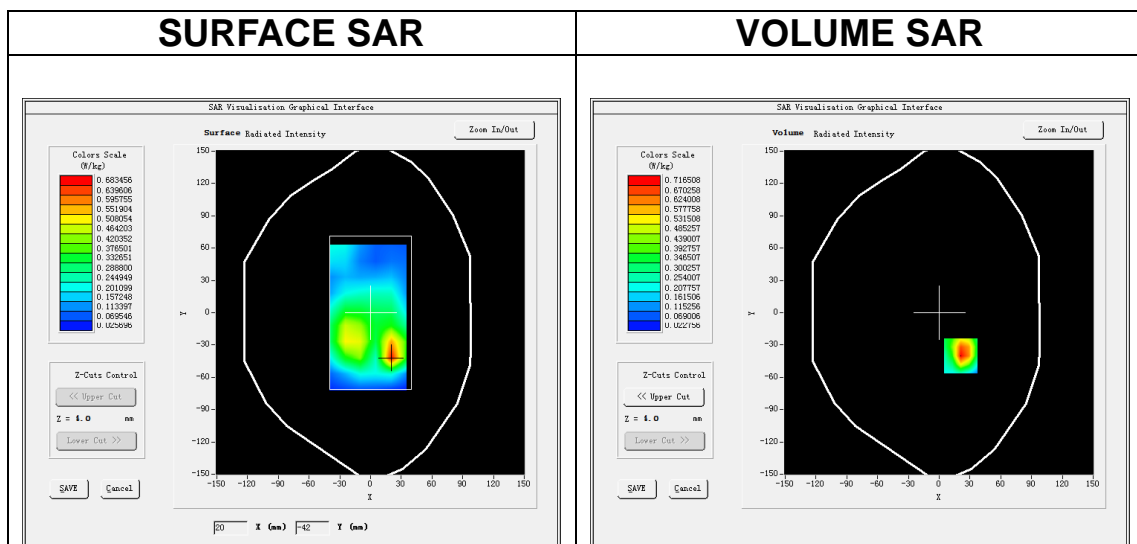 SURFACE SAR
VOLUME SAR
SAR Visualisation Graphical Interface
Surface Radiated Intensity
Zoom In/Out
Colors Scale
(W/kg)
0.683456
0.639606
0.595755
0.551904
0.508054
0.464203
0.420352
0.376501
0.332651
0.288800
0.244949
0.201099
0.157248
0.113397
0.069546
0.025696
Z-Cuts Control
<< Upper Cut
Z = 4.0 mm
Lower Cut >>
SAVE Cancel
150
120
90
60
30
0
-30
-60
-90
-120
-150
Y
-150 -120 -90 -60 -30 0 30 60 90 120 150
X
20 X (mm) -42 Y (mm)
SAR Visualisation Graphical Interface
Volume Radiated Intensity
Zoom In/Out
Colors Scale
(W/kg)
0.716508
0.670258
0.624008
0.577758
0.531508
0.485257
0.439007
0.392757
0.346507
0.300257
0.254007
0.207757
0.161506
0.115256
0.069006
0.022756
Z-Cuts Control
<< Upper Cut
Z = 4.0 mm
Lower Cut >>
SAVE Cancel
150
120
90
60
30
0
-30
-60
-90
-120
-150
Y
-150 -120 -90 -60 -30 0 30 60 90 120 150
X